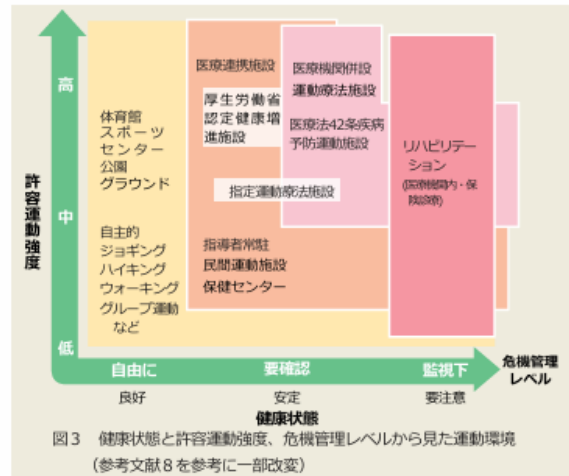 高
中
低
許容運動強度
体育館
スポーツ
センター
公園
グラウンド
自主的
ジョギング
ハイキング
ウォーキング
グループ運動
など
医療連携施設
厚生労働省
認定健康増
進施設
指定運動療法施設
指導者常駐
民間運動施設
保健センター
医療機関併設
運動療法施設
医療法42条疾病
予防運動施設
リハビリテー
ション
(医療機関内・保
険診療)
自由に
要確認
監視下
危機管理
レベル
良好
安定
要注意
健康状態
図3 健康状態と許容運動強度、危機管理レベルから見た運動環境
(参考文献8を参考に一部改変)